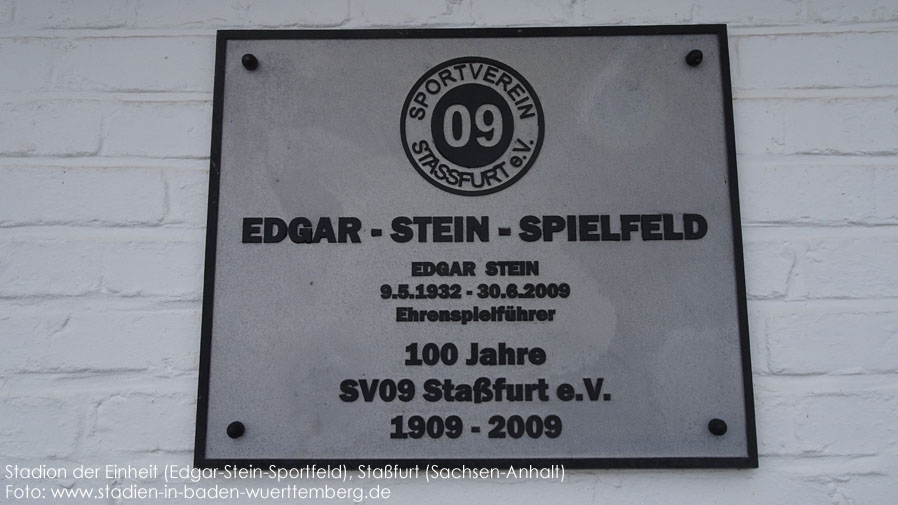 SPORTVEREIN
09
STASSFURT e.V.
EDGAR - STEIN - SPIELFELD
EDGAR STEIN
9.5.1932 - 30.6.2009
Ehrenspielführer
100 Jahre
SV09 Staßfurt e.V.
1909 - 2009
Stadion der Einheit (Edgar-Stein-Sportfeld), Staßfurt (Sachsen-Anhalt)
Foto: www.stadien-in-baden-wuerttemberg.de